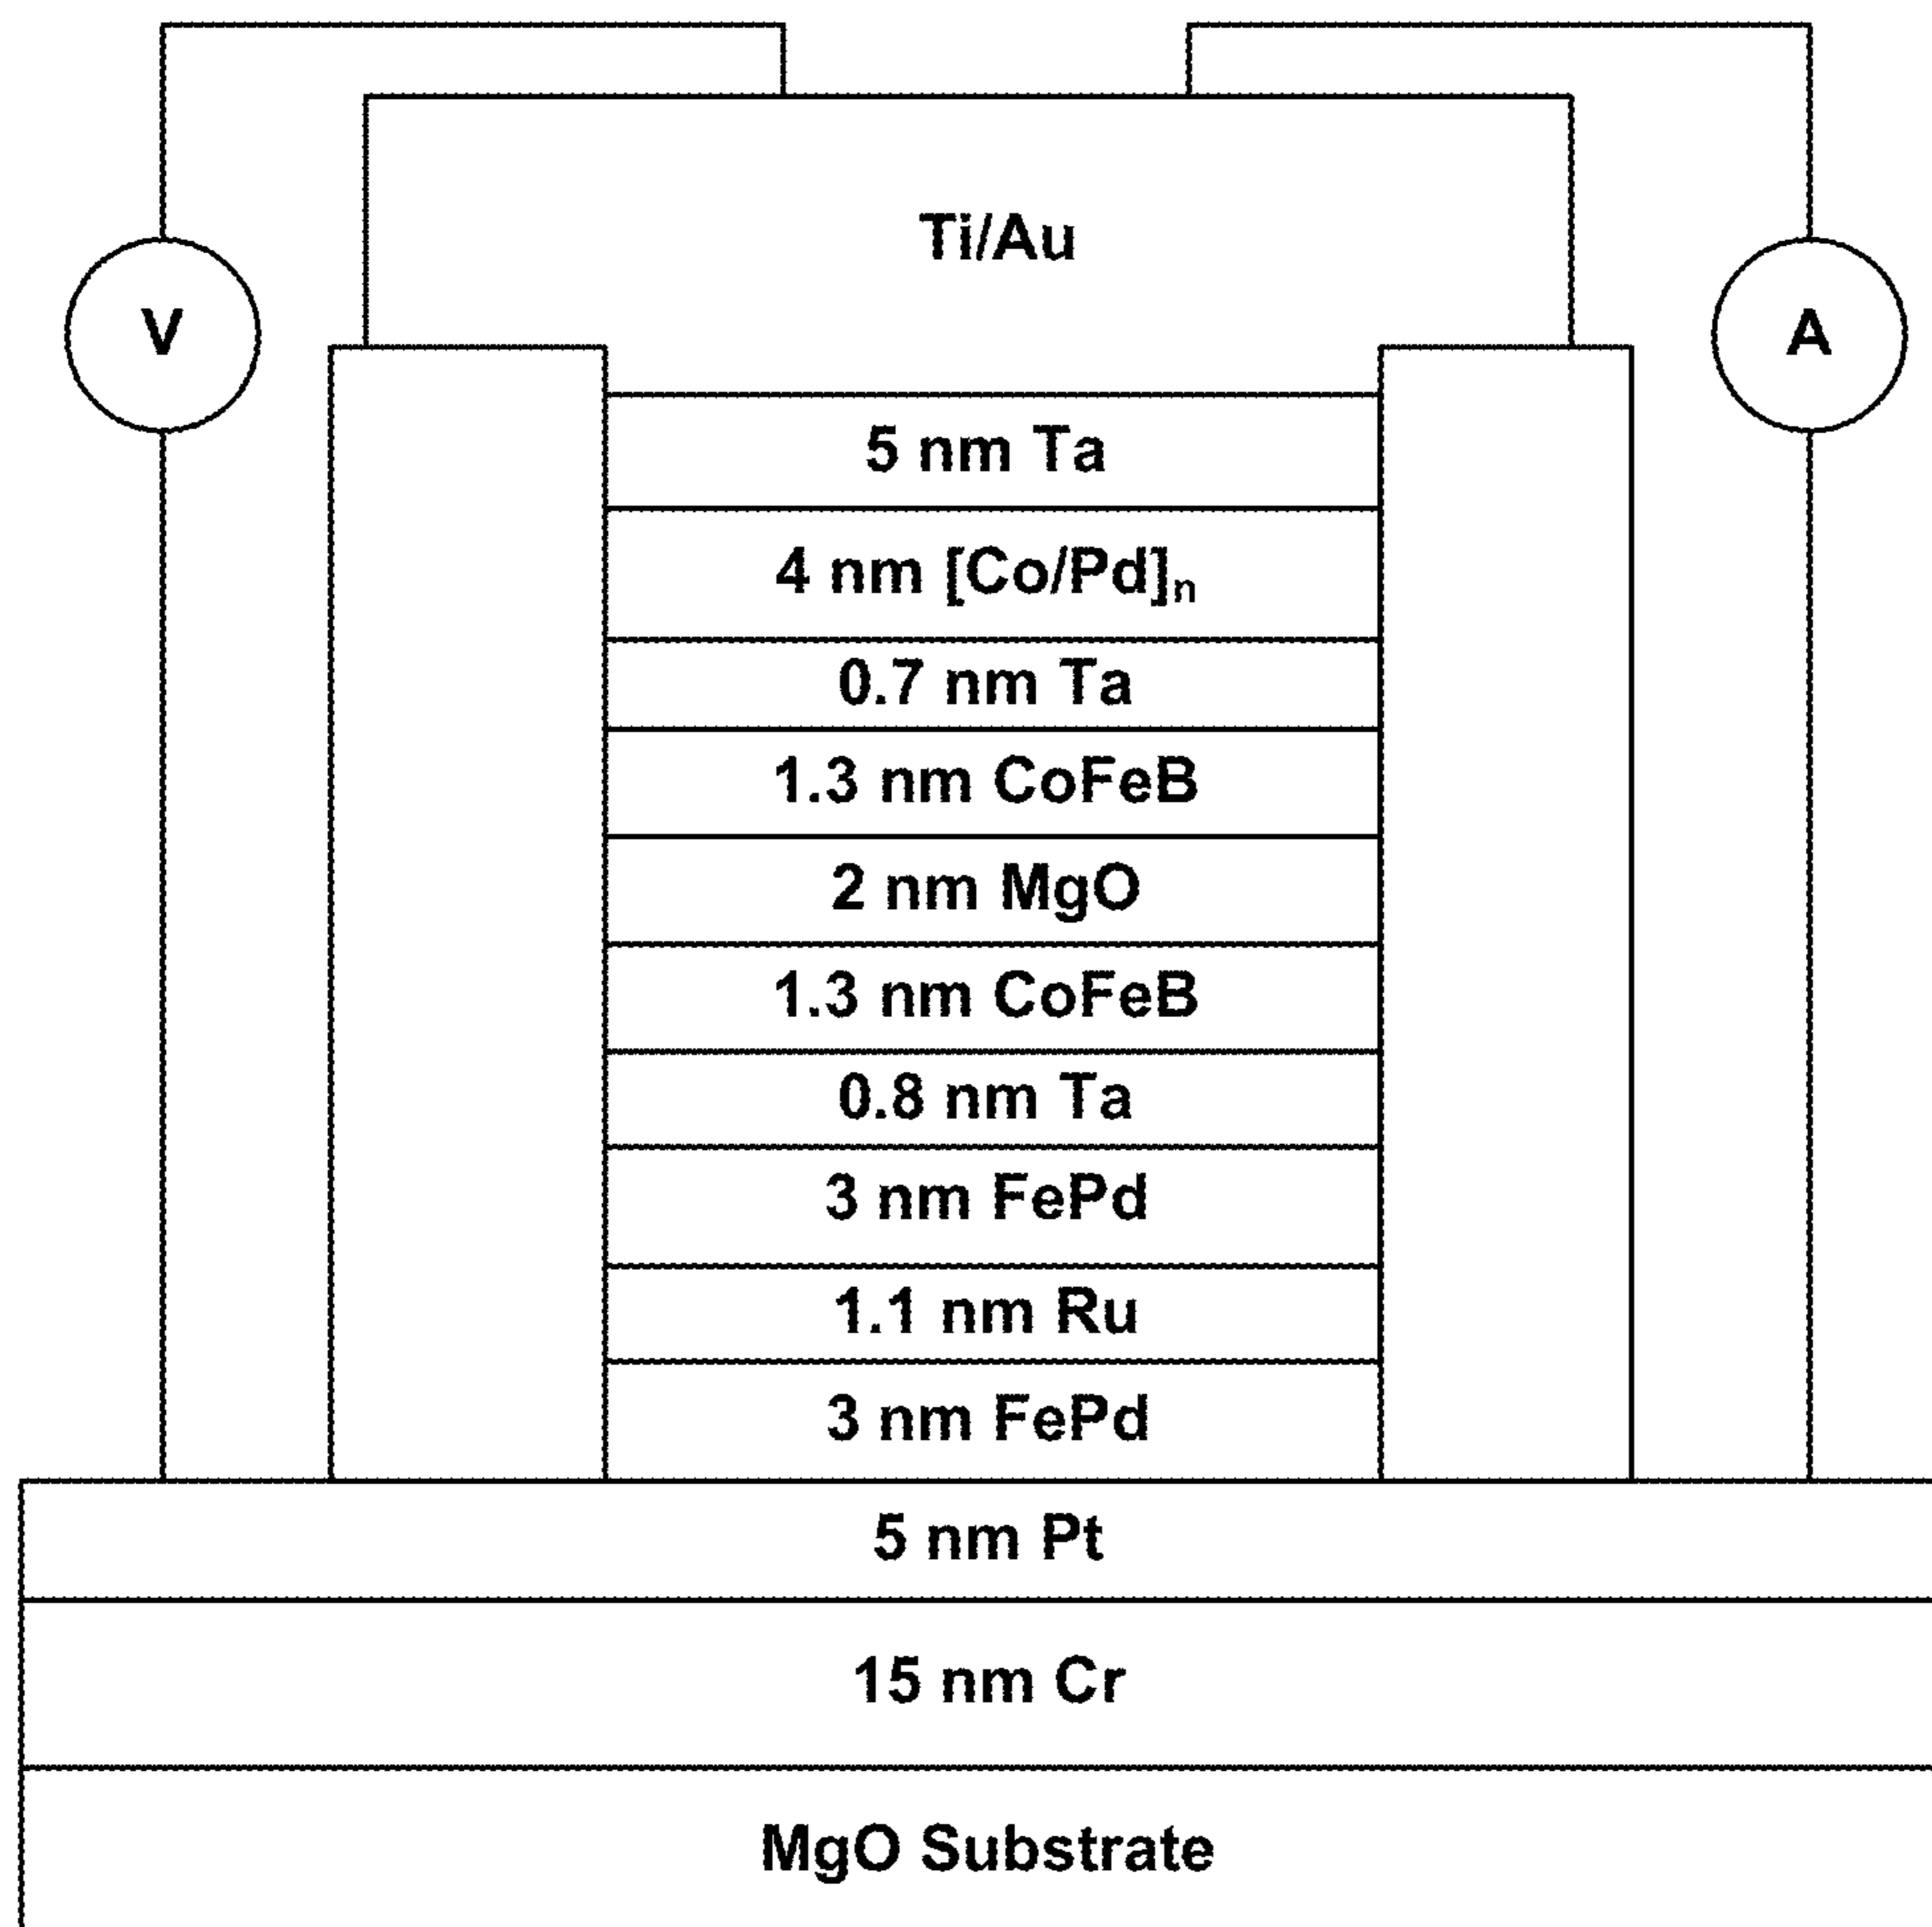 Ti/Au
V
A
5 nm Ta
4 nm [Co/Pd]ₙ
0.7 nm Ta
1.3 nm CoFeB
2 nm MgO
1.3 nm CoFeB
0.8 nm Ta
3 nm FePd
1.1 nm Ru
3 nm FePd
5 nm Pt
15 nm Cr
MgO Substrate